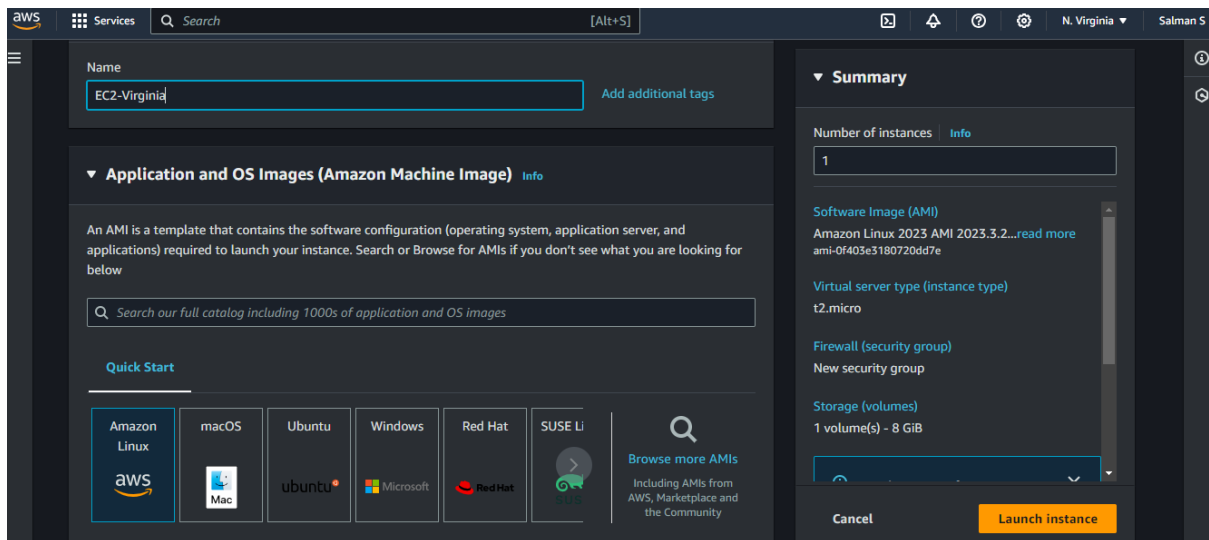 aws
Services
Search
[Alt+S]
N. Virginia
Salman S
Name
EC2-Virginia
Add additional tags
Application and OS Images (Amazon Machine Image) Info
An AMI is a template that contains the software configuration (operating system, application server, and
applications) required to launch your instance. Search or Browse for AMIs if you don't see what you are looking for
below
Search our full catalog including 1000s of application and OS images
Quick Start
Amazon
Linux
aws
macOS
Mac
Ubuntu
ubuntu
Windows
Microsoft
Red Hat
Red Hat
SUSE Li
SUS
Browse more AMIs
Including AMIs from
AWS, Marketplace and
the Community
Summary
Number of instances Info
1
Software Image (AMI)
Amazon Linux 2023 AMI 2023.3.2...read more
ami-0f403e3180720dd7e
Virtual server type (instance type)
t2.micro
Firewall (security group)
New security group
Storage (volumes)
1 volume(s) - 8 GiB
Cancel
Launch instance